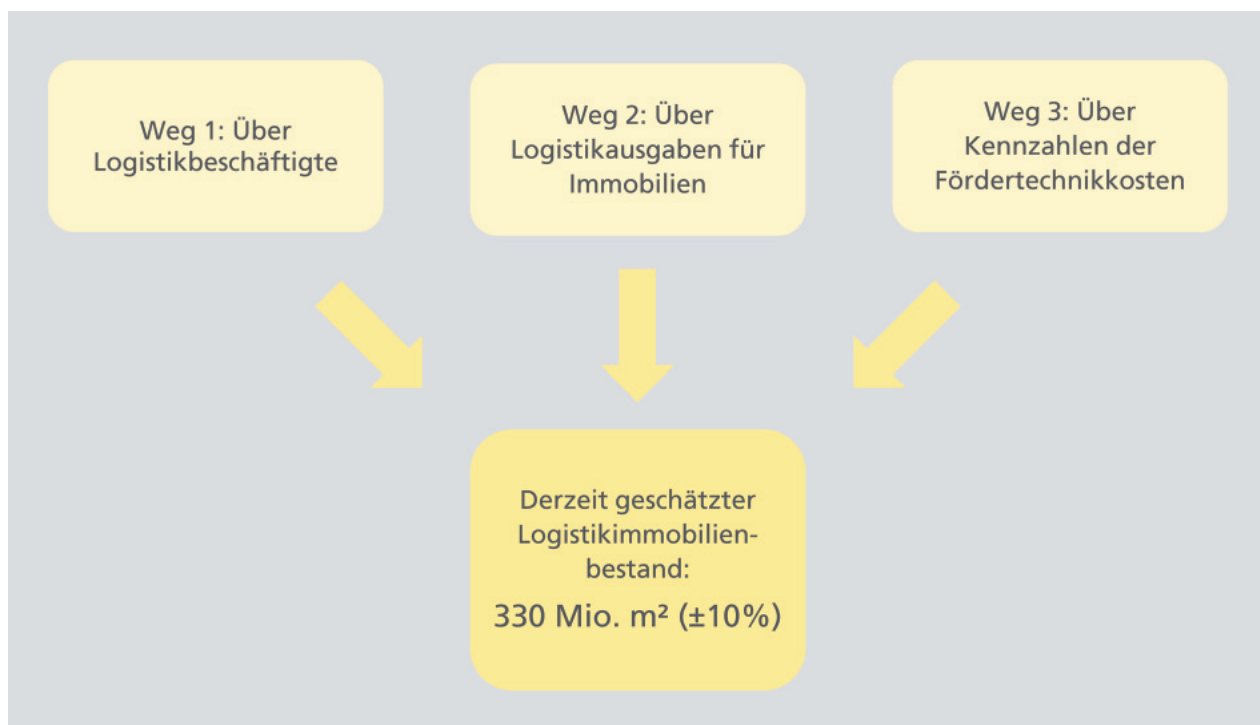 Weg 1: Über
Logistikbeschäftigte
Weg 2: Über
Logistikausgaben für
Immobilien
Weg 3: Über
Kennzahlen der
Fördertechnikkosten
Derzeit geschätzter
Logistikimmobilien-
bestand:
330 Mio. m² (±10%)